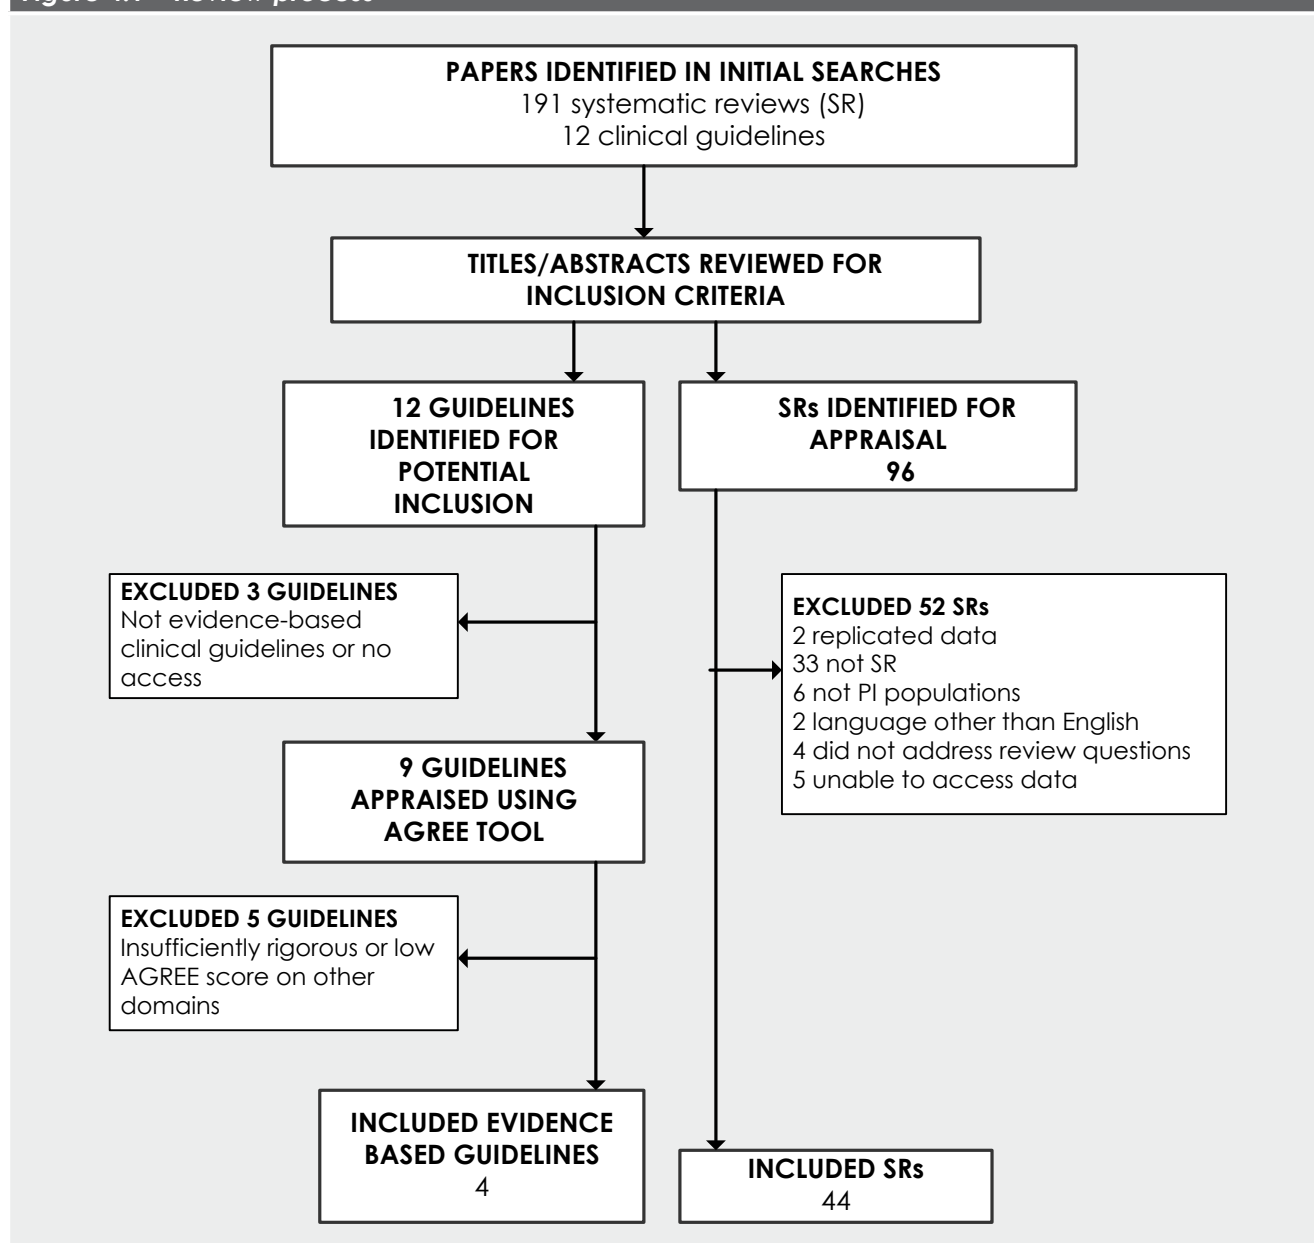 PAPERS IDENTIFIED IN INITIAL SEARCHES
191 systematic reviews (SR)
12 clinical guidelines
TITLES/ABSTRACTS REVIEWED FOR
INCLUSION CRITERIA
12 GUIDELINES
IDENTIFIED FOR
POTENTIAL
INCLUSION
SRs IDENTIFIED FOR
APPRAISAL
96
EXCLUDED 3 GUIDELINES
Not evidence-based
clinical guidelines or no
access
EXCLUDED 52 SRs
2 replicated data
33 not SR
6 not PI populations
2 language other than English
4 did not address review questions
5 unable to access data
9 GUIDELINES
APPRAISED USING
AGREE TOOL
EXCLUDED 5 GUIDELINES
Insufficiently rigorous or low
AGREE score on other
domains
INCLUDED EVIDENCE
BASED GUIDELINES
4
INCLUDED SRs
44